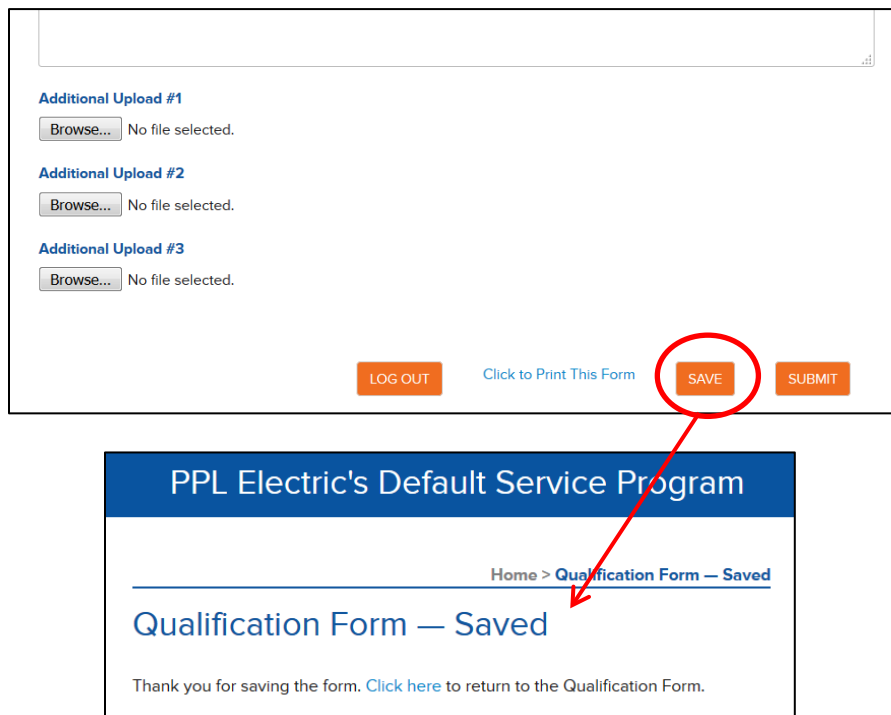 Additional Upload #1
Browse... No file selected.
Additional Upload #2
Browse... No file selected.
Additional Upload #3
Browse... No file selected.
LOG OUT Click to Print This Form SAVE SUBMIT
PPL Electric's Default Service Program
Home > Qualification Form — Saved
Qualification Form — Saved
Thank you for saving the form. Click here to return to the Qualification Form.